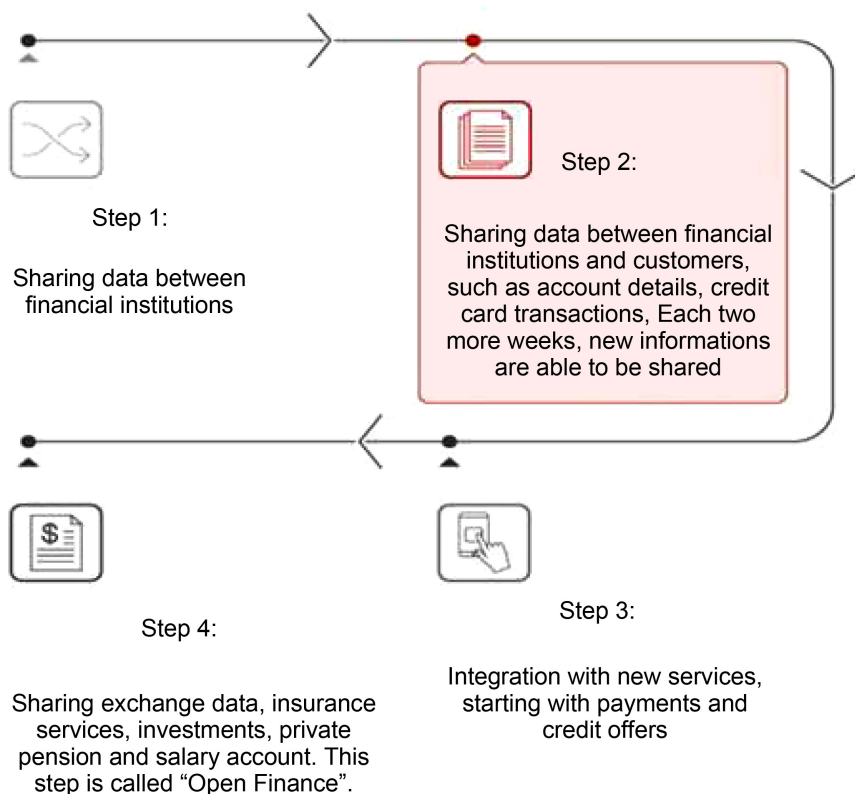 Step 1:
Sharing data between
financial institutions
Step 2:
Sharing data between financial
institutions and customers,
such as account details, credit
card transactions, Each two
more weeks, new informations
are able to be shared
Step 3:
Integration with new services,
starting with payments and
credit offers
$
Step 4:
Sharing exchange data, insurance
services, investments, private
pension and salary account. This
step is called “Open Finance”.